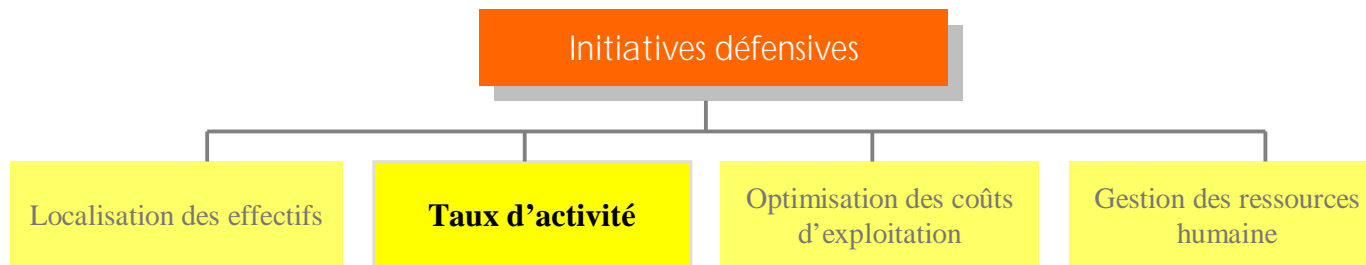 Initiatives défensives
Localisation des effectifs
Taux d’activité
Optimisation des coûts
d’exploitation
Gestion des ressources
humaine